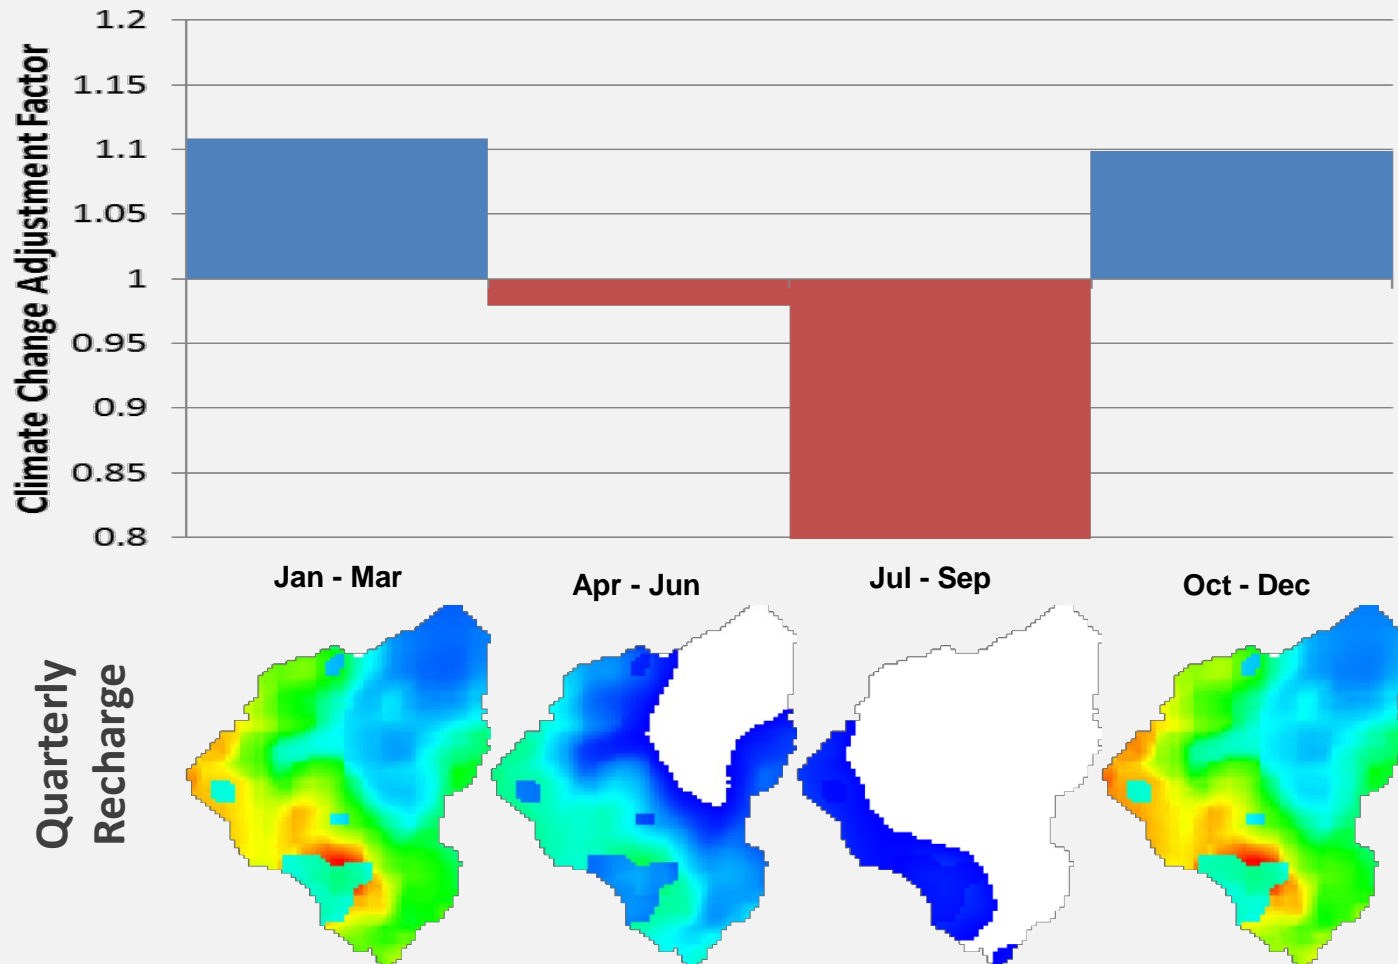 Climate Change Adjustment Factor
1.2
1.15
1.1
1.05
1
0.95
0.9
0.85
0.8
Jan - Mar
Apr - Jun
Jul - Sep
Oct - Dec
Quarterly
Recharge